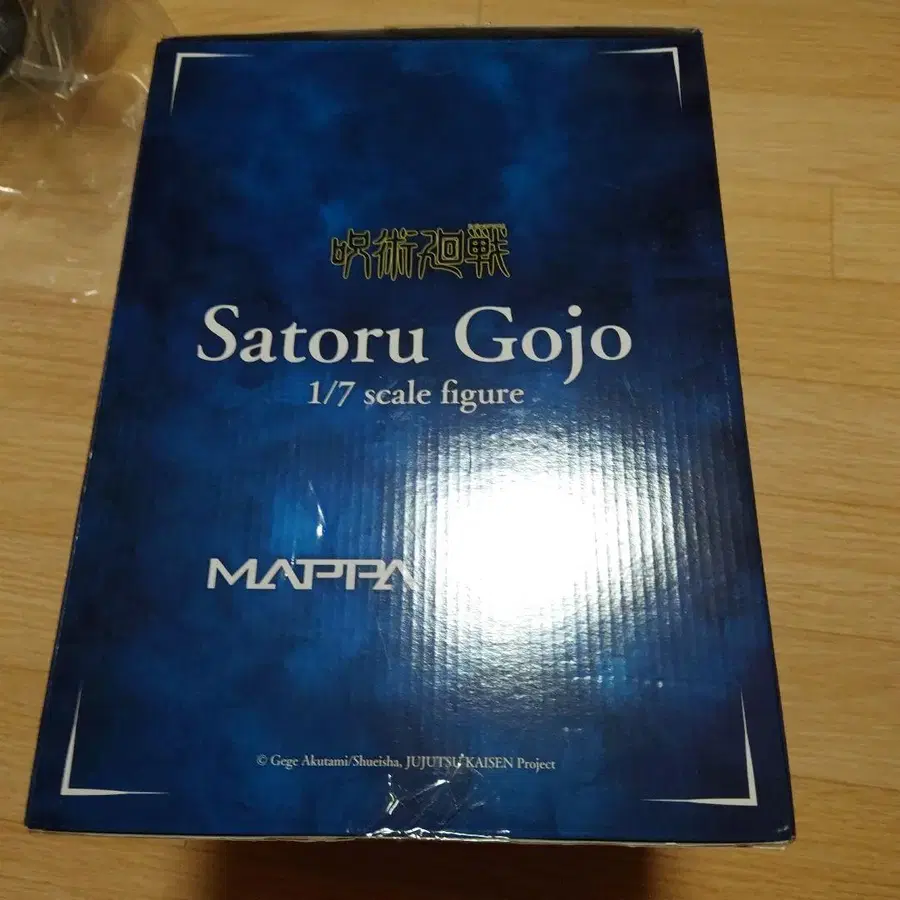 呪術廻戦
Satoru Gojo
1/7 scale figure
MAPPA
© Gege Akutami/Shueisha, JUJUTSU KAISEN Project